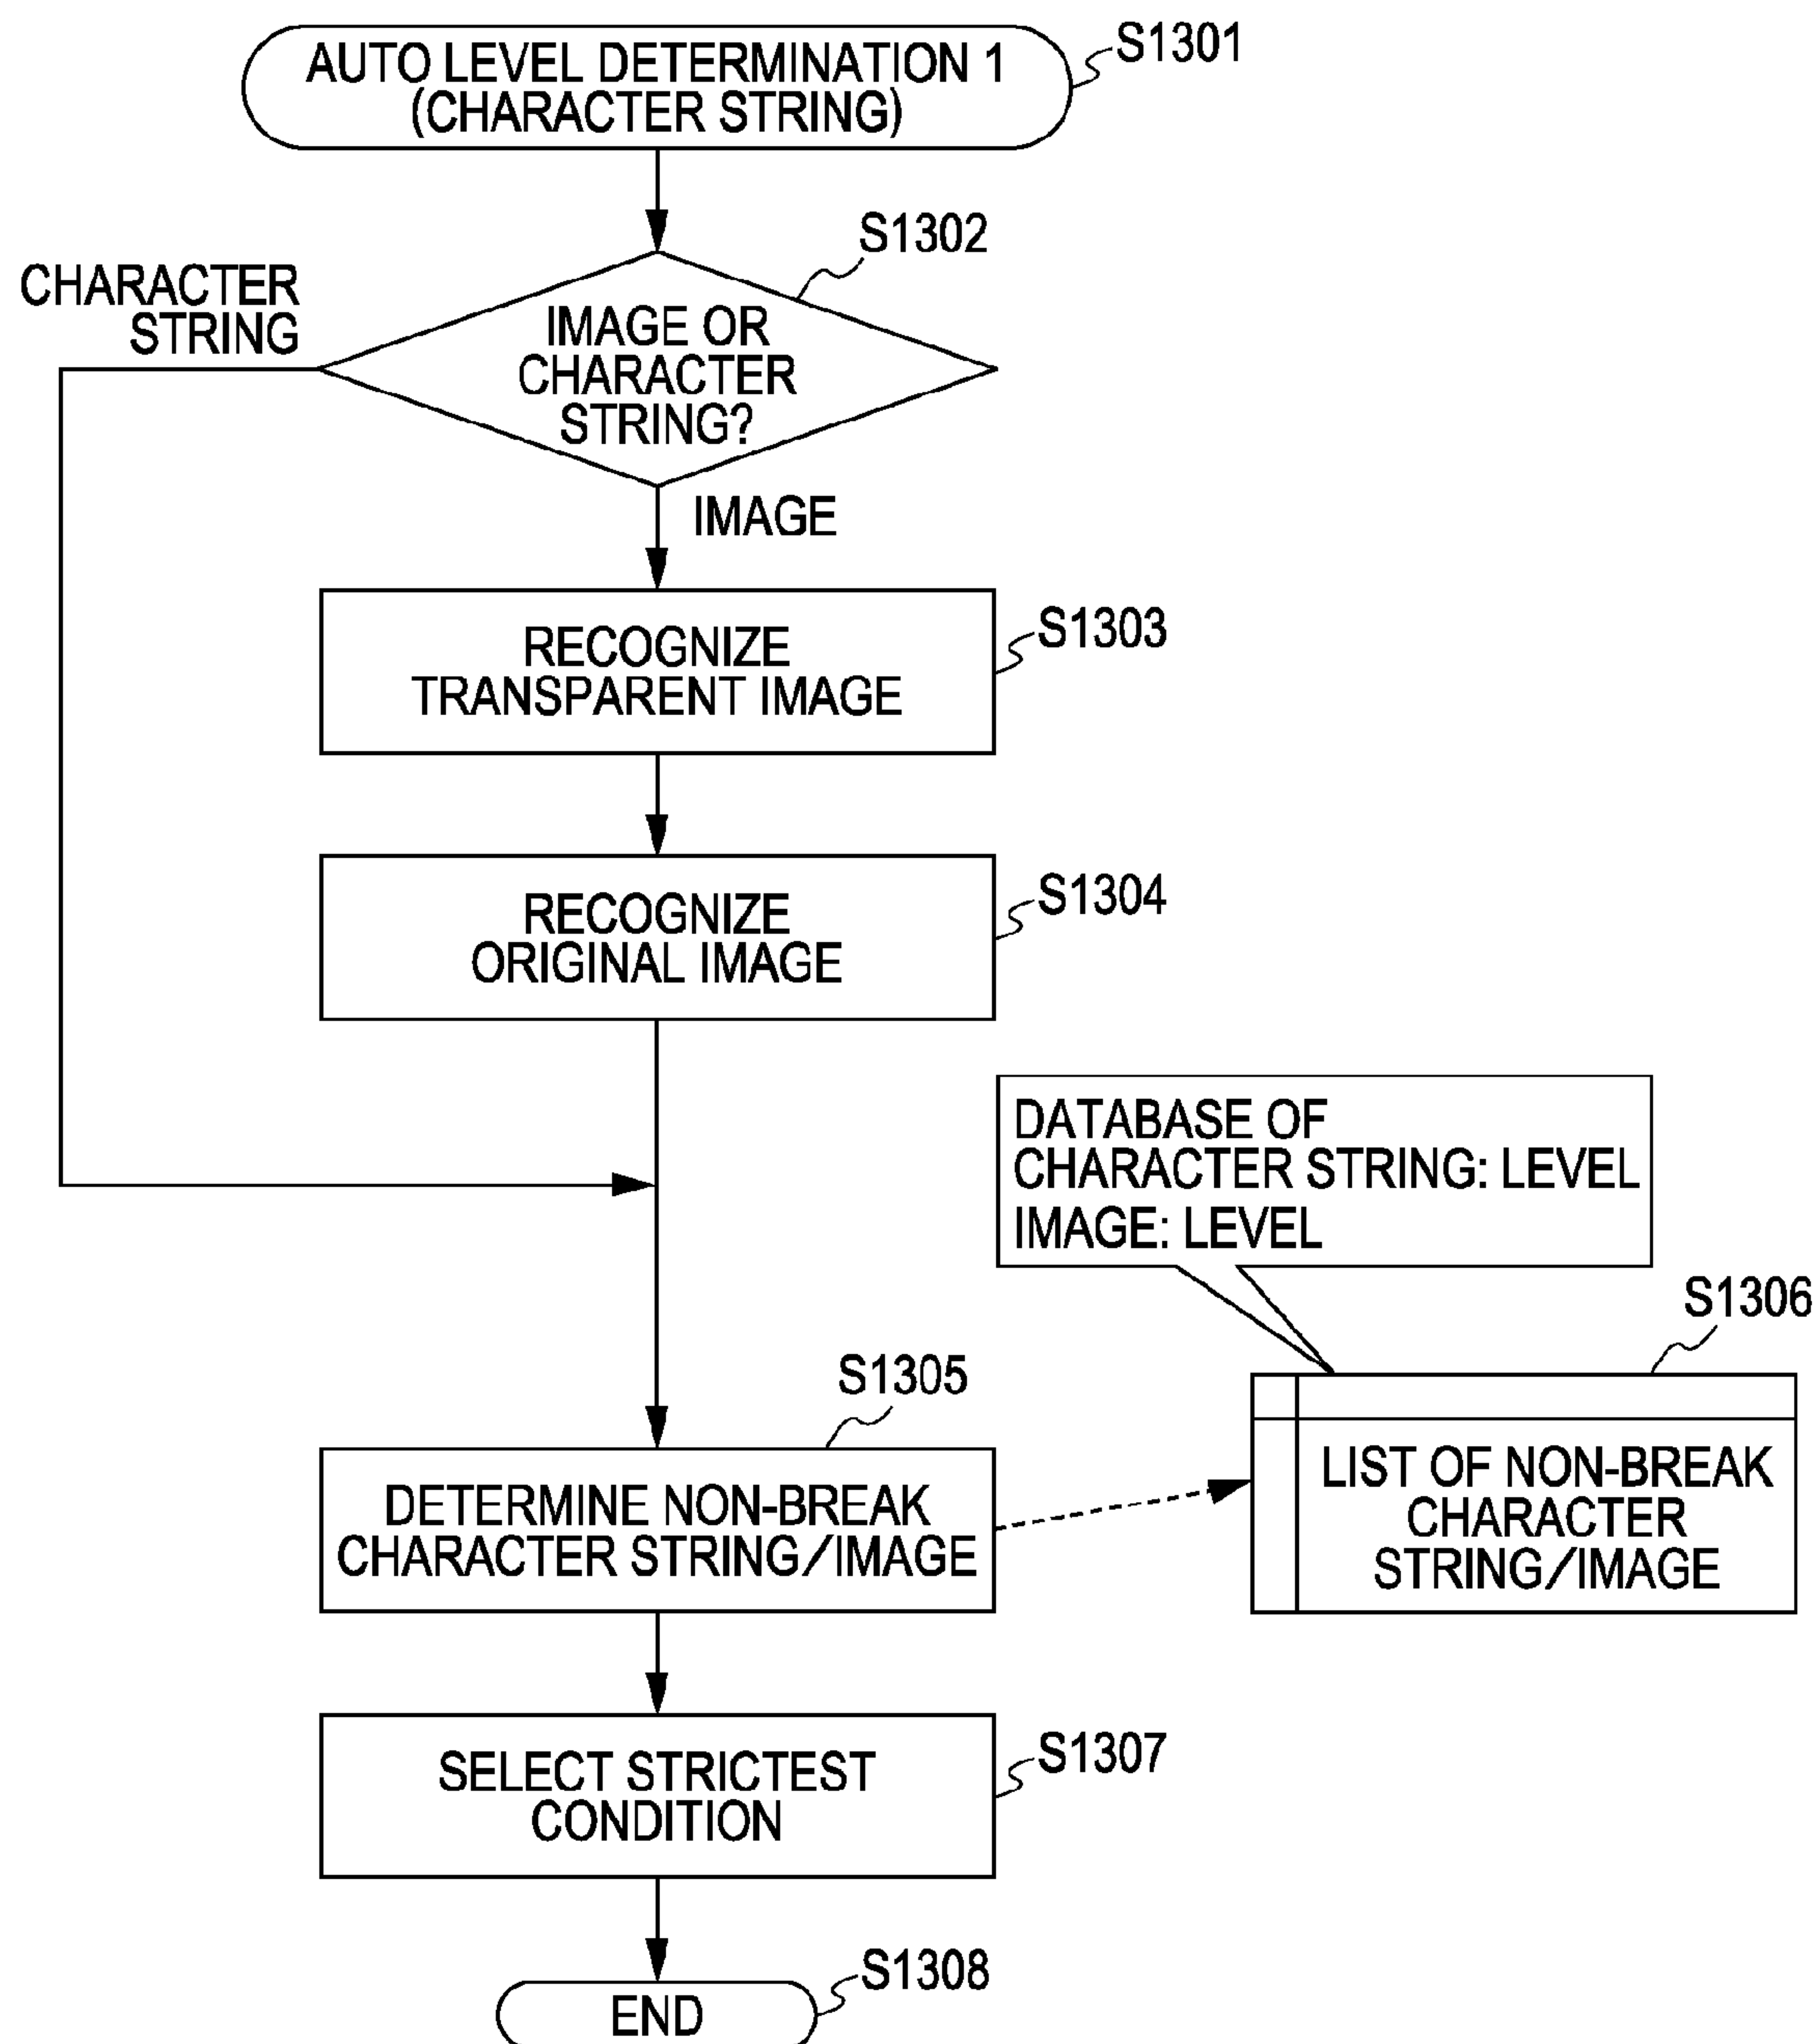 AUTO LEVEL DETERMINATION 1
(CHARACTER STRING)
S1301
S1302
CHARACTER
STRING
IMAGE OR
CHARACTER
STRING?
IMAGE
RECOGNIZE
TRANSPARENT IMAGE
S1303
RECOGNIZE
ORIGINAL IMAGE
S1304
DATABASE OF
CHARACTER STRING: LEVEL
IMAGE: LEVEL
S1306
S1305
DETERMINE NON-BREAK
CHARACTER STRING/IMAGE
LIST OF NON-BREAK
CHARACTER
STRING/IMAGE
SELECT STRICTEST
CONDITION
S1307
END
S1308